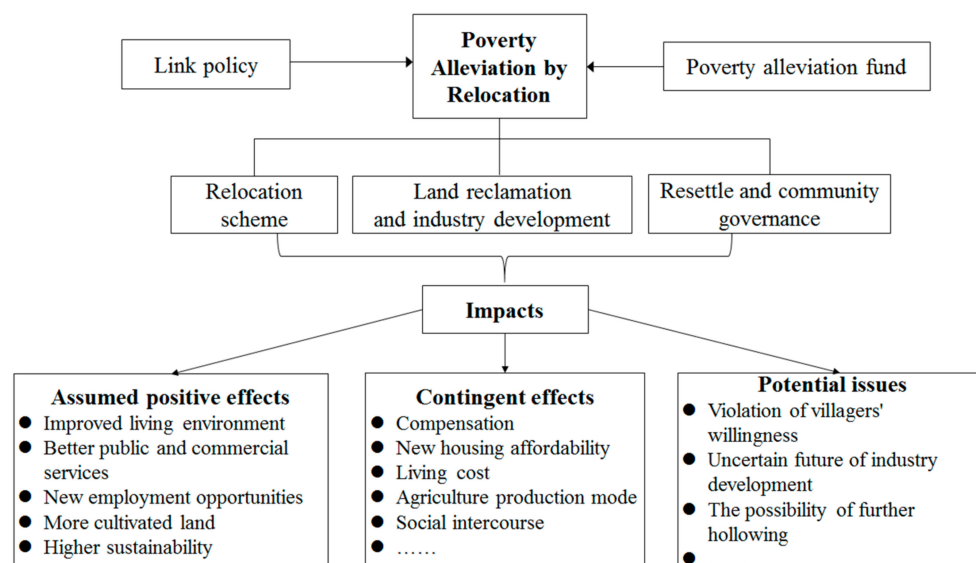 Link policy
Poverty
Alleviation by
Relocation
Poverty alleviation fund
Relocation
scheme
Land reclamation
and industry development
Resettle and community
governance
Impacts
Assumed positive effects
● Improved living environment
● Better public and commercial
services
● New employment opportunities
● More cultivated land
● Higher sustainability
Contingent effects
● Compensation
● New housing affordability
● Living cost
● Agriculture production mode
● Social intercourse
● ……
Potential issues
● Violation of villagers'
willingness
● Uncertain future of industry
development
● The possibility of further
hollowing
●